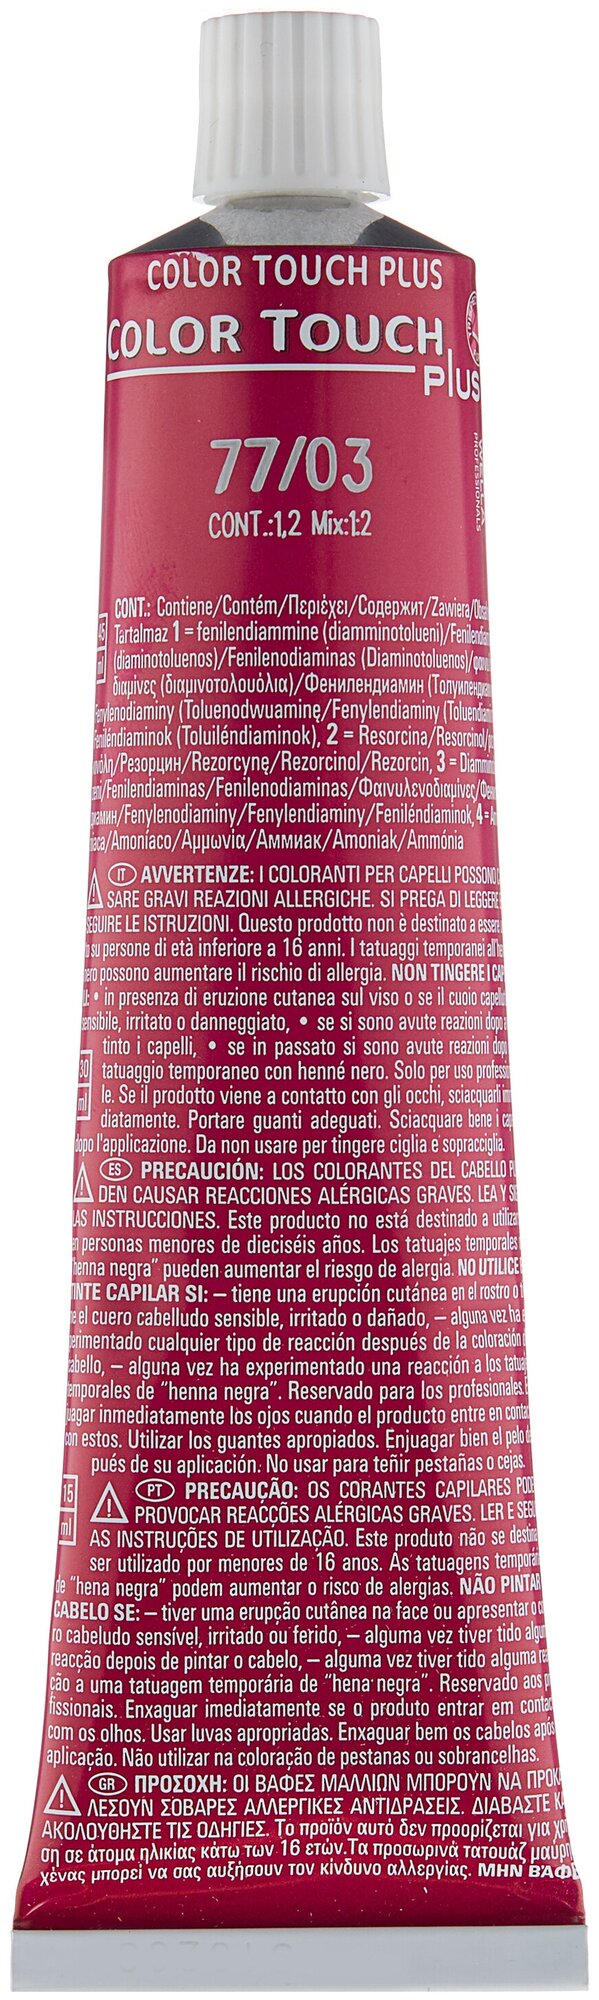 COLOR TOUCH PLUS
COLOR TOUCH
plus
WELLA
PROFESSIONALS
77/03
CONT.:1,2 Mix:1:2
CONT.: Contiene/Contém/Περιέχει/Содержит/Zawiera/
Tartalmaz 1 = fenilendiammine (diamminotolueni)/
(diaminotoluenos)/Fenilenodiaminas (Diaminotoluenos)/
διαμίνες (διαμινοτολουόλια)/Фенилендиамин
Fenylenodiaminy (Toluenodwuaminę/Fenylendiaminy
Feniléndiaminok (Toluiléndiaminok), 2 = Resorcina/Resorcinol/
Резорцин/Rezorcynę/Rezorcinol/Rezorcin, 3 =
Fenilendiaminas/Fenilenodiaminas/Φαινυλενοδιαμίνες/
Fenylenodiaminy/Fenylendiaminy/Feniléndiaminok, 4 =
Amoníaco/Αμμωνία/Аммиак/Amoniak/Ammónia
45
ml
IT AVVERTENZE: I COLORANTI PER CAPELLI POSSONO
SARE GRAVI REAZIONI ALLERGICHE. SI PREGA DI LEGGERE
SEGUIRE LE ISTRUZIONI. Questo prodotto non è destinato a essere
to su persone di età inferiore a 16 anni. I tatuaggi temporanei
nero possono aumentare il rischio di allergia. NON TINGERE I
• in presenza di eruzione cutanea sul viso o se il cuoio
sensibile, irritato o danneggiato, • se si sono avute reazioni dopo
tinto i capelli, • se in passato si sono avute reazioni
tatuaggio temporaneo con henné nero. Solo per uso
le. Se il prodotto viene a contatto con gli occhi, sciacquarli
diatamente. Portare guanti adeguati. Sciacquare bene i
dopo l'applicazione. Da non usare per tingere ciglia e sopracciglia.
30
ml
ES PRECAUCIÓN: LOS COLORANTES DEL CABELLO
DEN CAUSAR REACCIONES ALÉRGICAS GRAVES. LEA Y
LAS INSTRUCCIONES. Este producto no está destinado a
en personas menores de dieciséis años. Los tatuajes temporales
"henna negra" pueden aumentar el riesgo de alergia. NO UTILICE
TINTE CAPILAR SI: – tiene una erupción cutánea en el rostro o
el cuero cabelludo sensible, irritado o dañado, – alguna vez ha
perimentado cualquier tipo de reacción después de la coloración
cabello, – alguna vez ha experimentado una reacción a los
temporales de "henna negra". Reservado para los profesionales.
juagar inmediatamente los ojos cuando el producto entre en
con estos. Utilizar los guantes apropiados. Enjuagar bien el pelo
pués de su aplicación. No usar para teñir pestañas o cejas.
15
ml
PT PRECAUÇÃO: OS CORANTES CAPILARES
PROVOCAR REACÇÕES ALÉRGICAS GRAVES. LER E
AS INSTRUÇÕES DE UTILIZAÇÃO. Este produto não se
ser utilizado por menores de 16 anos. As tatuagens
de "hena negra" podem aumentar o risco de alergias. NÃO PINTAR
CABELO SE: – tiver uma erupção cutânea na face ou apresentar o
ro cabeludo sensível, irritado ou ferido, – alguma vez tiver tido
reacção depois de pintar o cabelo, – alguma vez tiver tido alguma
ção a uma tatuagem temporária de "hena negra". Reservado aos
fissionais. Enxaguar imediatamente se o produto entrar em
com os olhos. Usar luvas apropriadas. Enxaguar bem os cabelos após
aplicação. Não utilizar na coloração de pestanas ou sobrancelhas.
GR ΠΡΟΣΟΧΗ: ΟΙ ΒΑΦΕΣ ΜΑΛΛΙΩΝ ΜΠΟΡΟΥΝ ΝΑ
ΛΕΣΟΥΝ ΣΟΒΑΡΕΣ ΑΛΛΕΡΓΙΚΕΣ ΑΝΤΙΔΡΑΣΕΙΣ. ΔΙΑΒΑΣΤΕ
ΑΚΟΛΟΥΘΗΣΤΕ ΤΙΣ ΟΔΗΓΙΕΣ. Το προϊόν αυτό δεν προορίζεται για
ση σε άτομα ηλικίας κάτω των 16 ετών.Τα προσωρινά τατουάζ
χένας μπορεί να σας αυξήσουν τον κίνδυνο αλλεργίας. ΜΗΝ